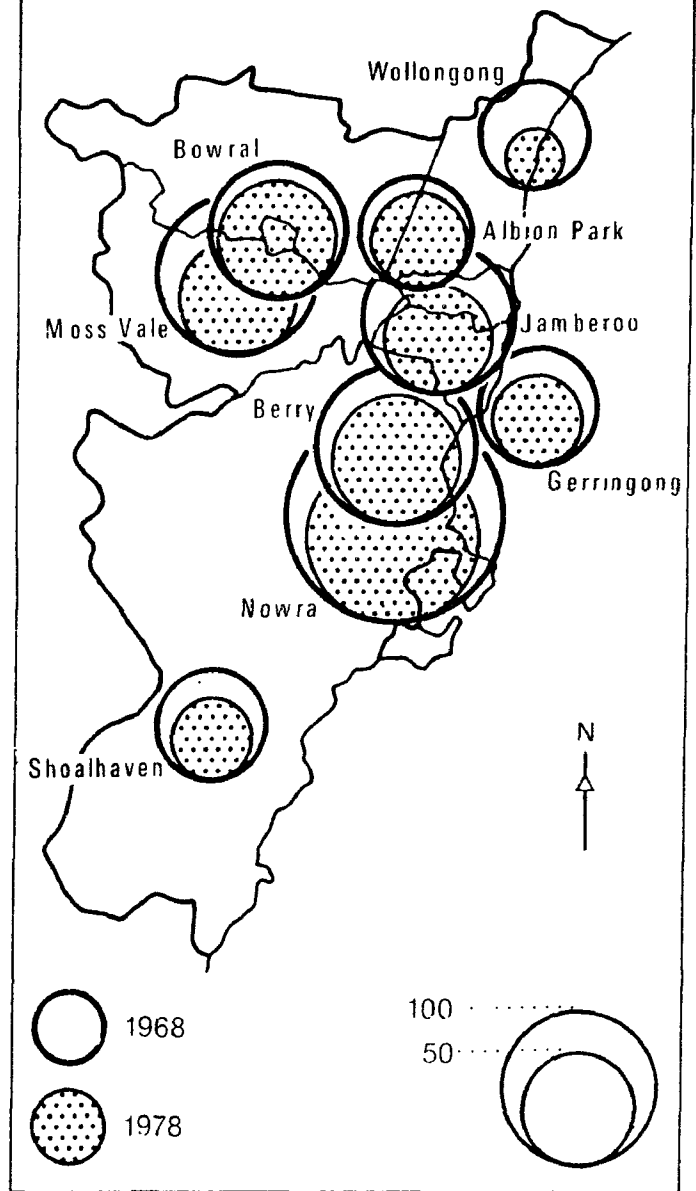 Wollongong
Bowral
Albion Park
Moss Vale
Jamberoo
Berry
Gerringong
Nowra
N
Shoalhaven
1968
100
50
1978